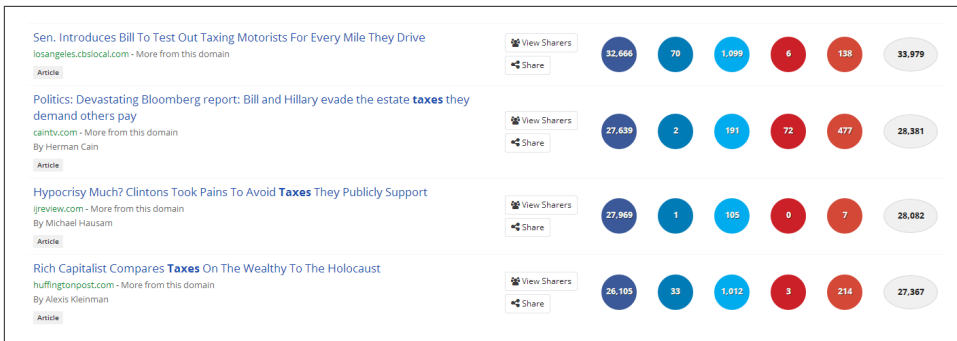 Sen. Introduces Bill To Test Out Taxing Motorists For Every Mile They Drive
losangeles.cbslocal.com - More from this domain
Article
View Sharers
Share
32,666 70 1,099 6 138 33,979
Politics: Devastating Bloomberg report: Bill and Hillary evade the estate taxes they
demand others pay
caintv.com - More from this domain
By Herman Cain
Article
View Sharers
Share
27,639 2 191 72 477 28,381
Hypocrisy Much? Clintons Took Pains To Avoid Taxes They Publicly Support
ijreview.com - More from this domain
By Michael Hausam
Article
View Sharers
Share
27,969 1 105 0 7 28,082
Rich Capitalist Compares Taxes On The Wealthy To The Holocaust
huffingtonpost.com - More from this domain
By Alexis Kleinman
Article
View Sharers
Share
26,105 33 1,012 3 214 27,367